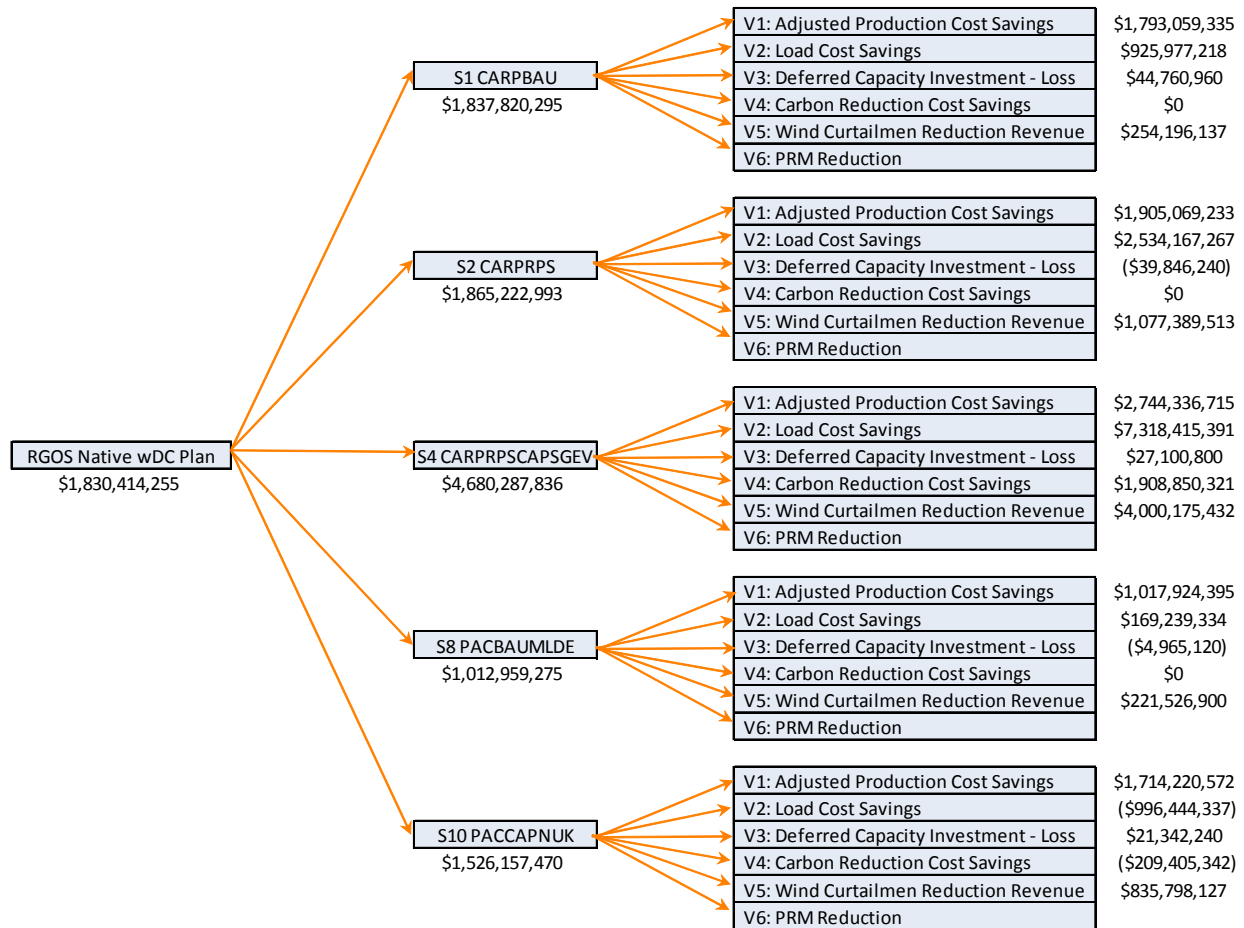 V1: Adjusted Production Cost Savings $1,793,059,335
V2: Load Cost Savings $925,977,218
S1 CARPBAU V3: Deferred Capacity Investment - Loss $44,760,960
$1,837,820,295 V4: Carbon Reduction Cost Savings $0
V5: Wind Curtailmen Reduction Revenue $254,196,137
V6: PRM Reduction
V1: Adjusted Production Cost Savings $1,905,069,233
V2: Load Cost Savings $2,534,167,267
S2 CARPRPS V3: Deferred Capacity Investment - Loss ($39,846,240)
$1,865,222,993 V4: Carbon Reduction Cost Savings $0
V5: Wind Curtailmen Reduction Revenue $1,077,389,513
V6: PRM Reduction
V1: Adjusted Production Cost Savings $2,744,336,715
V2: Load Cost Savings $7,318,415,391
RGOS Native wDC Plan S4 CARPRPSCAPSGEV V3: Deferred Capacity Investment - Loss $27,100,800
$1,830,414,255 $4,680,287,836 V4: Carbon Reduction Cost Savings $1,908,850,321
V5: Wind Curtailmen Reduction Revenue $4,000,175,432
V6: PRM Reduction
V1: Adjusted Production Cost Savings $1,017,924,395
V2: Load Cost Savings $169,239,334
S8 PACBAUMLDE V3: Deferred Capacity Investment - Loss ($4,965,120)
$1,012,959,275 V4: Carbon Reduction Cost Savings $0
V5: Wind Curtailmen Reduction Revenue $221,526,900
V6: PRM Reduction
V1: Adjusted Production Cost Savings $1,714,220,572
V2: Load Cost Savings ($996,444,337)
S10 PACCAPNUK V3: Deferred Capacity Investment - Loss $21,342,240
$1,526,157,470 V4: Carbon Reduction Cost Savings ($209,405,342)
V5: Wind Curtailmen Reduction Revenue $835,798,127
V6: PRM Reduction